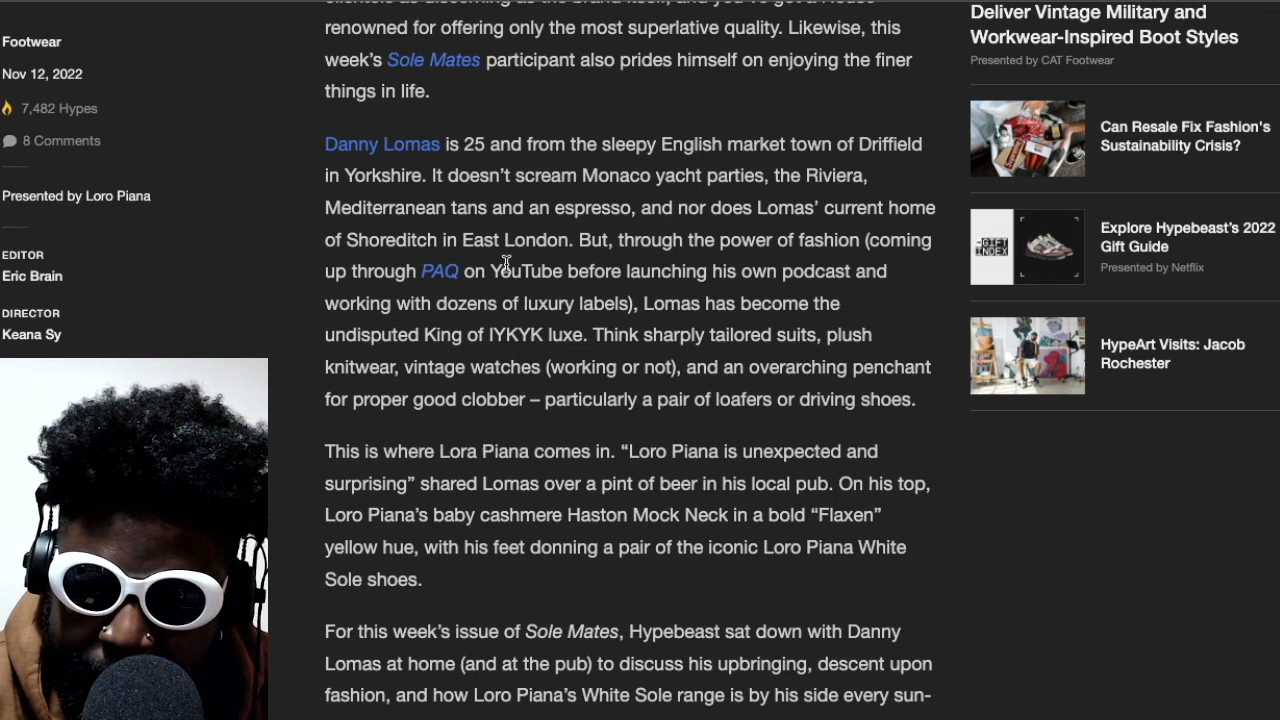 Footwear
Nov 12, 2022
7,482 Hypes
8 Comments
Presented by Loro Piana
EDITOR
Eric Brain
DIRECTOR
Keana Sy
renowned for offering only the most superlative quality. Likewise, this
week’s Sole Mates participant also prides himself on enjoying the finer
things in life.
Danny Lomas is 25 and from the sleepy English market town of Driffield
in Yorkshire. It doesn’t scream Monaco yacht parties, the Riviera,
Mediterranean tans and an espresso, and nor does Lomas’ current home
of Shoreditch in East London. But, through the power of fashion (coming
up through PAQ on YouTube before launching his own podcast and
working with dozens of luxury labels), Lomas has become the
undisputed King of IYKYK luxe. Think sharply tailored suits, plush
knitwear, vintage watches (working or not), and an overarching penchant
for proper good clobber – particularly a pair of loafers or driving shoes.
This is where Lora Piana comes in. “Loro Piana is unexpected and
surprising” shared Lomas over a pint of beer in his local pub. On his top,
Loro Piana’s baby cashmere Haston Mock Neck in a bold “Flaxen”
yellow hue, with his feet donning a pair of the iconic Loro Piana White
Sole shoes.
For this week’s issue of Sole Mates, Hypebeast sat down with Danny
Lomas at home (and at the pub) to discuss his upbringing, descent upon
fashion, and how Loro Piana’s White Sole range is by his side every sun-
Deliver Vintage Military and
Workwear-Inspired Boot Styles
Presented by CAT Footwear
Can Resale Fix Fashion's
Sustainability Crisis?
GIFT
INDEX
Explore Hypebeast's 2022
Gift Guide
Presented by Netflix
HypeArt Visits: Jacob
Rochester